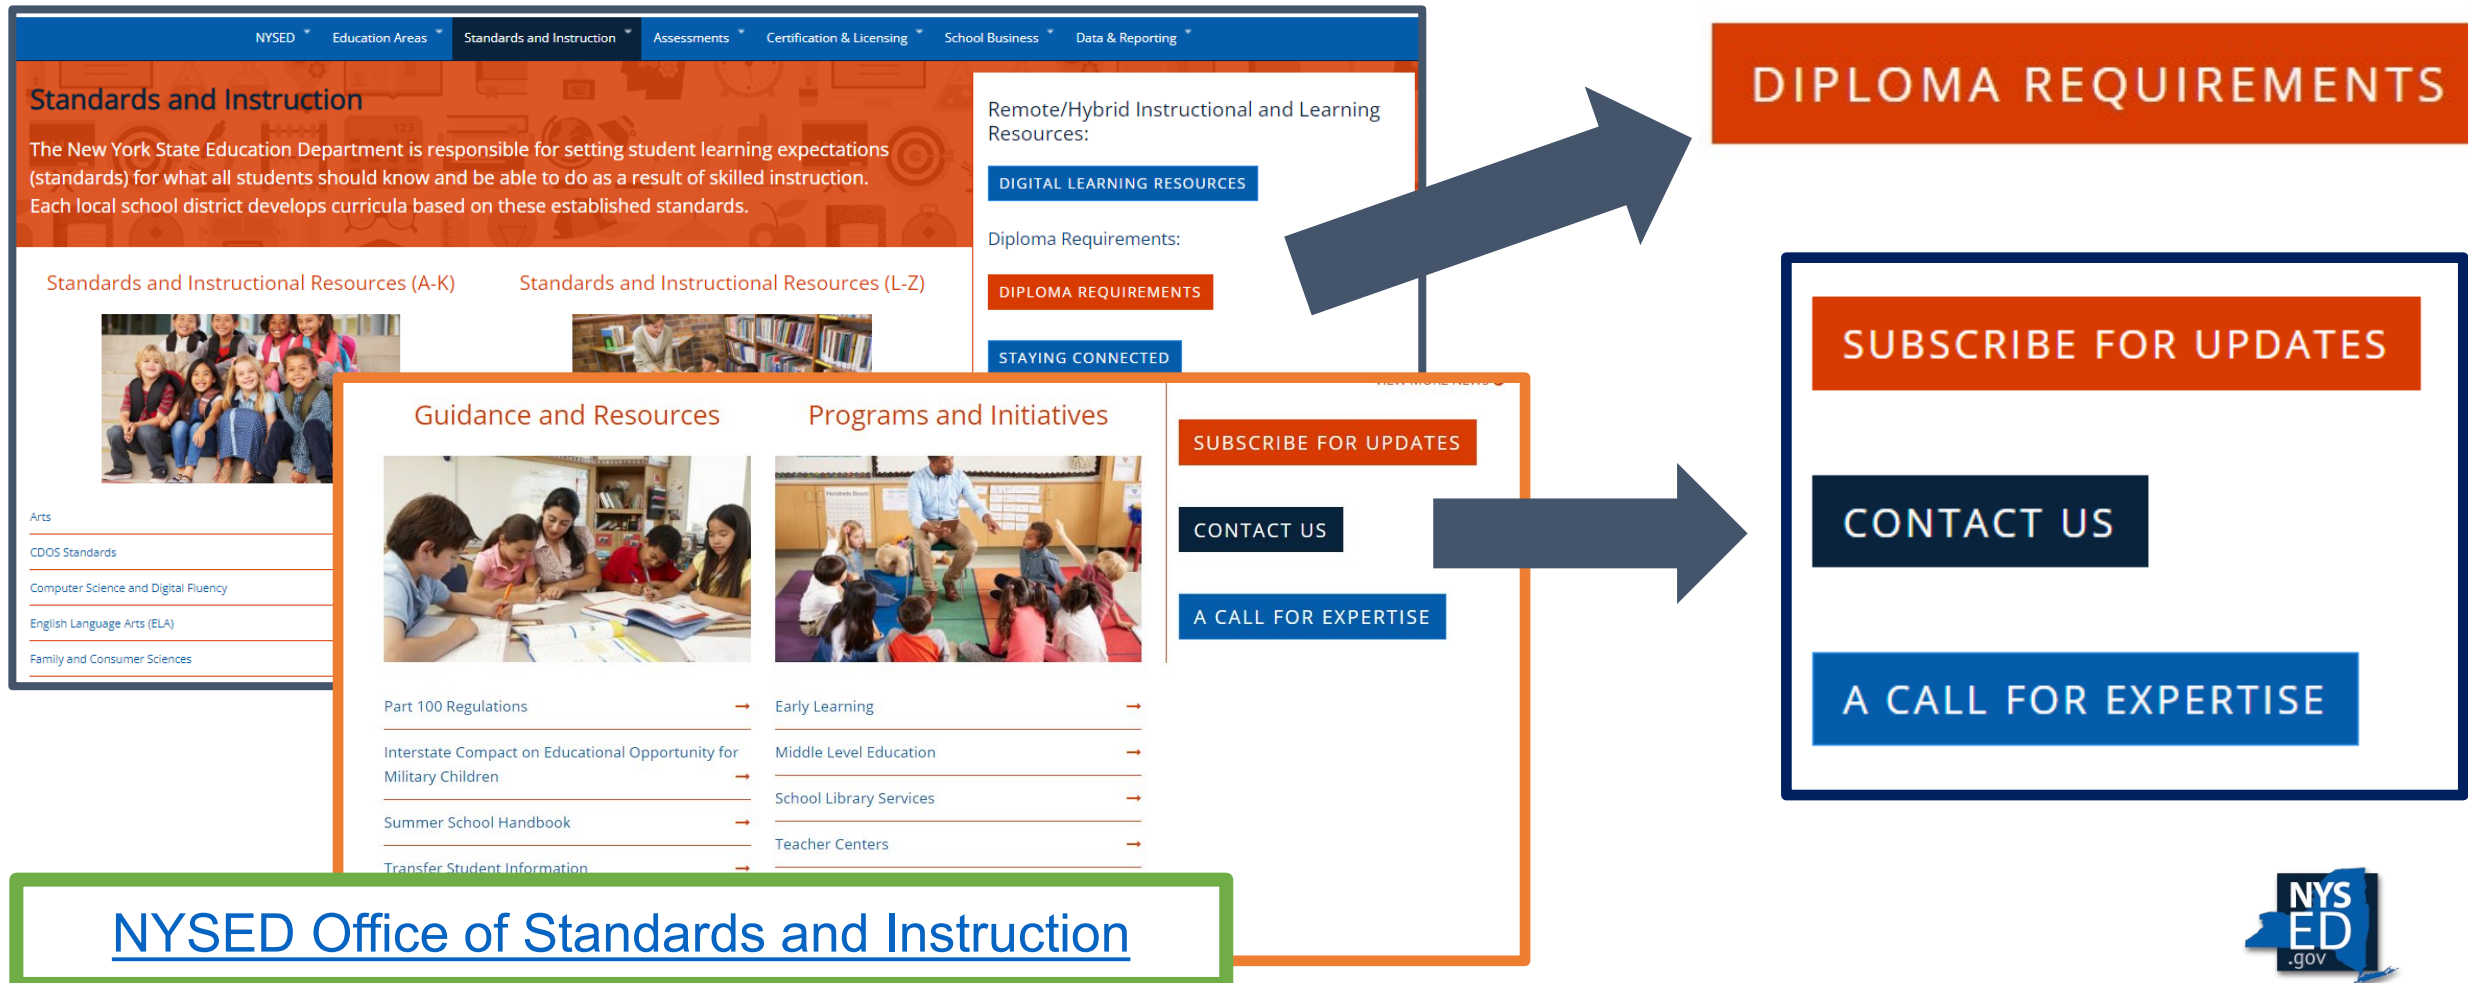 NYSED
Education Areas
Standards and Instruction
Assessments
Certification & Licensing
School Business
Data & Reporting
Standards and Instruction
The New York State Education Department is responsible for setting student learning expectations
(standards) for what all students should know and be able to do as a result of skilled instruction.
Each local school district develops curricula based on these established standards.
Remote/Hybrid Instructional and Learning
Resources:
DIGITAL LEARNING RESOURCES
Diploma Requirements:
DIPLOMA REQUIREMENTS
STAYING CONNECTED
Standards and Instructional Resources (A-K)
Standards and Instructional Resources (L-Z)
Arts
CDOS Standards
Computer Science and Digital Fluency
English Language Arts (ELA)
Family and Consumer Sciences
VIEW MORE NEWS
Guidance and Resources
Programs and Initiatives
SUBSCRIBE FOR UPDATES
CONTACT US
A CALL FOR EXPERTISE
Part 100 Regulations
Interstate Compact on Educational Opportunity for
Military Children
Summer School Handbook
Transfer Student Information
Early Learning
Middle Level Education
School Library Services
Teacher Centers
DIPLOMA REQUIREMENTS
SUBSCRIBE FOR UPDATES
CONTACT US
A CALL FOR EXPERTISE
NYSED Office of Standards and Instruction
NYS
ED
.gov